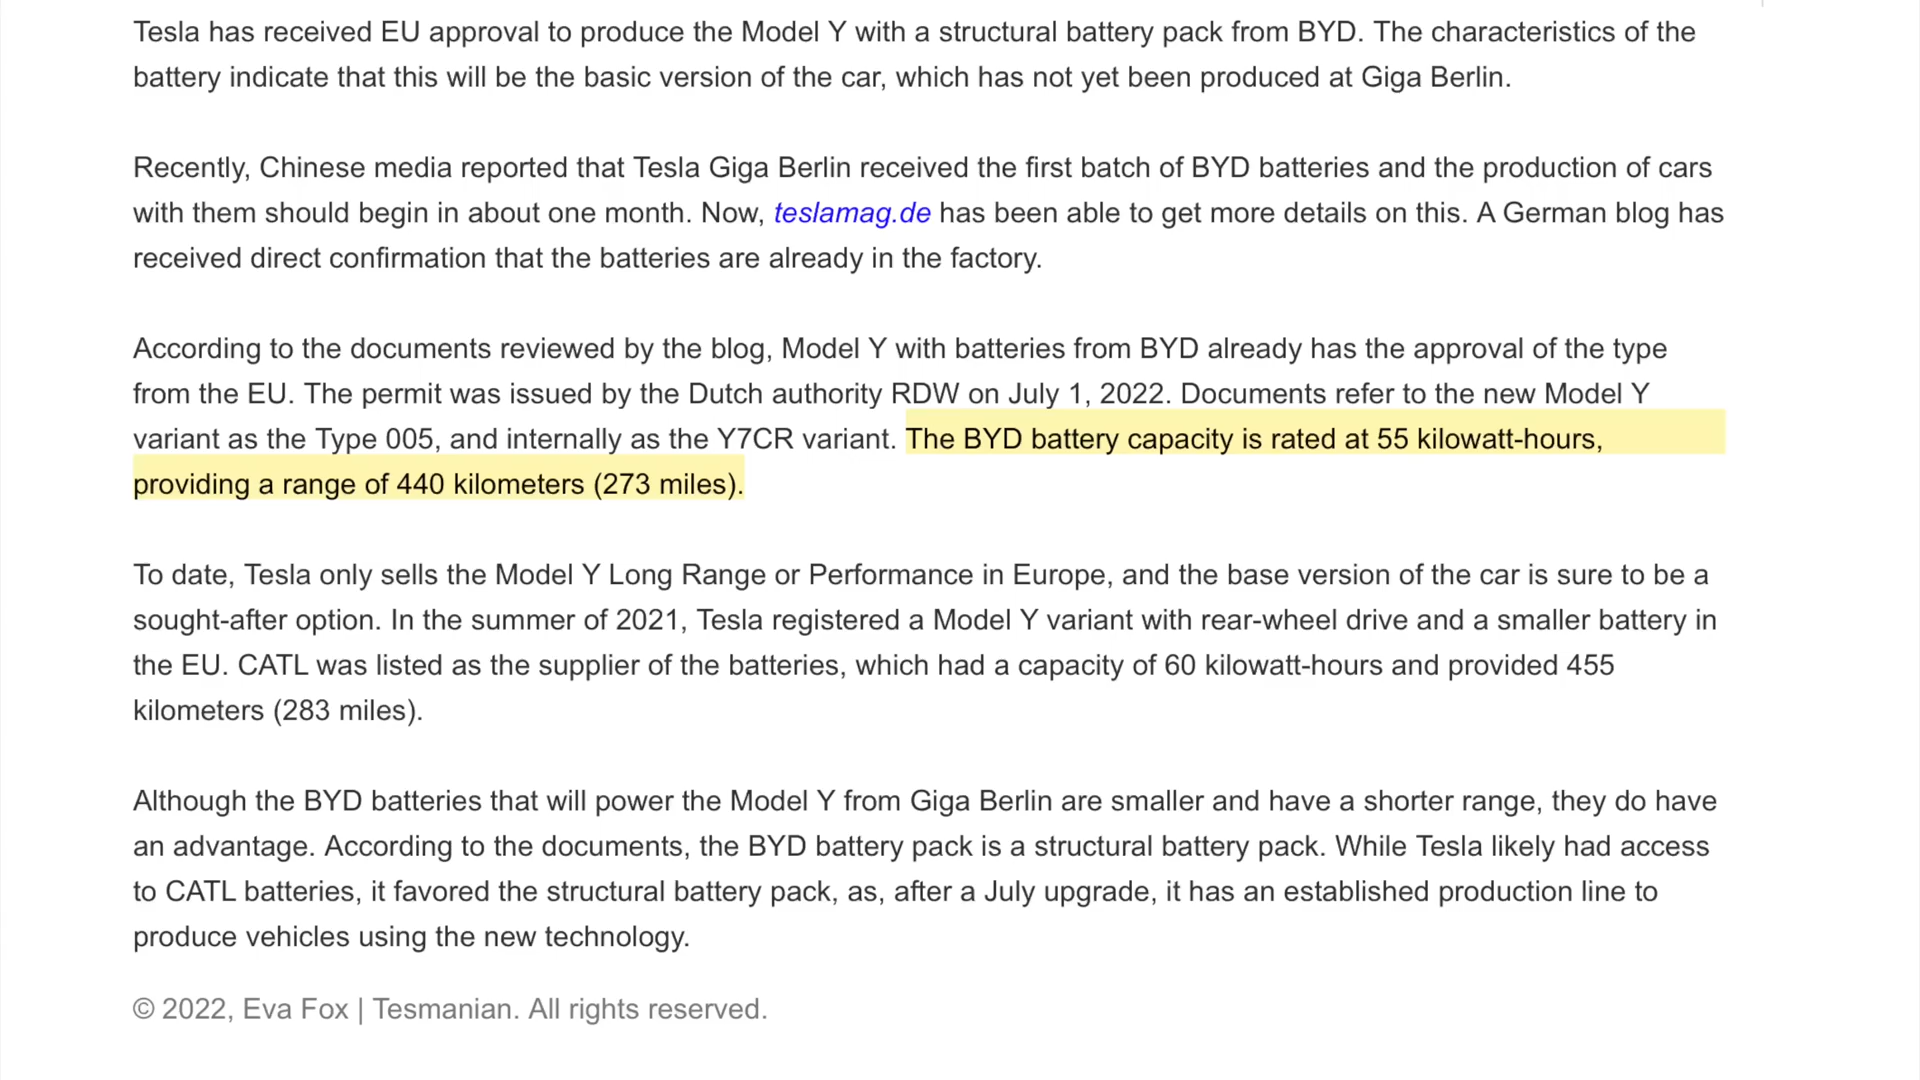 Tesla has received EU approval to produce the Model Y with a structural battery pack from BYD. The characteristics of the
battery indicate that this will be the basic version of the car, which has not yet been produced at Giga Berlin.
Recently, Chinese media reported that Tesla Giga Berlin received the first batch of BYD batteries and the production of cars
with them should begin in about one month. Now, teslamag.de has been able to get more details on this. A German blog has
received direct confirmation that the batteries are already in the factory.
According to the documents reviewed by the blog, Model Y with batteries from BYD already has the approval of the type
from the EU. The permit was issued by the Dutch authority RDW on July 1, 2022. Documents refer to the new Model Y
variant as the Type 005, and internally as the Y7CR variant. The BYD battery capacity is rated at 55 kilowatt-hours,
providing a range of 440 kilometers (273 miles).
To date, Tesla only sells the Model Y Long Range or Performance in Europe, and the base version of the car is sure to be a
sought-after option. In the summer of 2021, Tesla registered a Model Y variant with rear-wheel drive and a smaller battery in
the EU. CATL was listed as the supplier of the batteries, which had a capacity of 60 kilowatt-hours and provided 455
kilometers (283 miles).
Although the BYD batteries that will power the Model Y from Giga Berlin are smaller and have a shorter range, they do have
an advantage. According to the documents, the BYD battery pack is a structural battery pack. While Tesla likely had access
to CATL batteries, it favored the structural battery pack, as, after a July upgrade, it has an established production line to
produce vehicles using the new technology.
© 2022, Eva Fox | Tesmanian. All rights reserved.